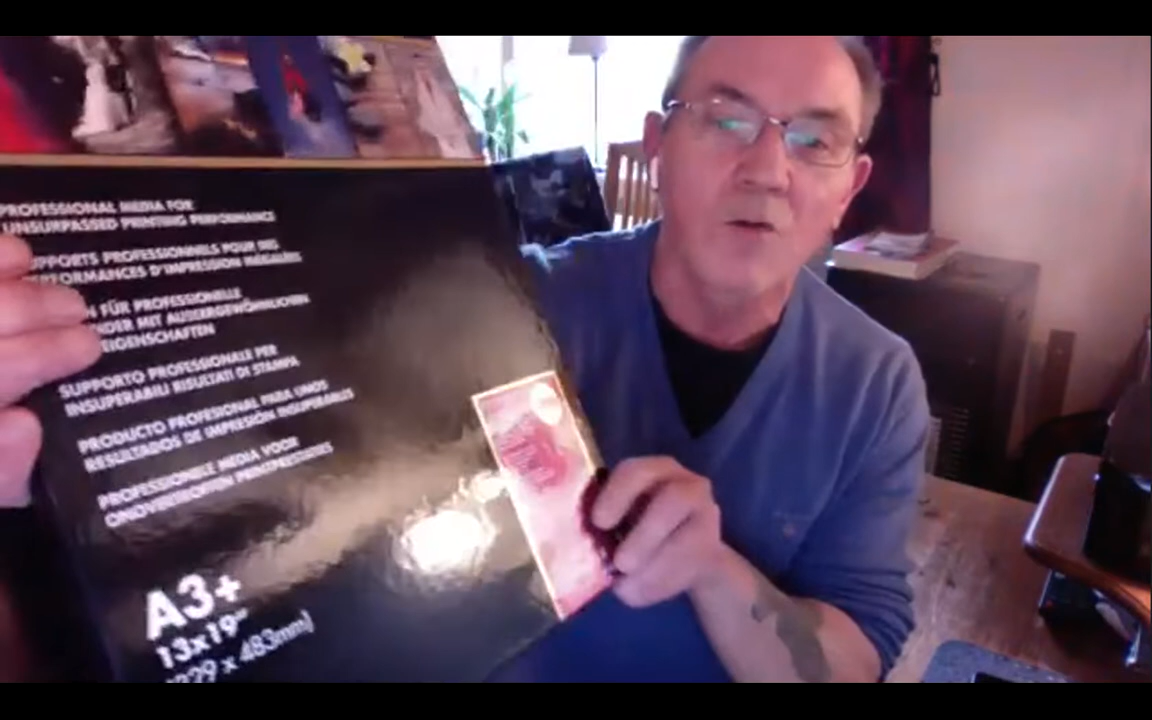 PROFESSIONAL MEDIA FOR
UNSURPASSED PRINTING PERFORMANCE
SUPPORTS PROFESSIONNELS POUR DES
PERFORMANCES D'IMPRESSION INÉGALÉES
FÜR PROFESSIONELLE
MIT AUßERGEWÖHNLICHEN
EIGENSCHAFTEN
SUPPORTO PROFESSIONALE PER
INSUPERABILI RISULTATI DI STAMPA
PRODUCTO PROFESIONAL PARA UNOS
RESULTADOS DE IMPRESIÓN INSUPERABLES
PROFESSIONELE MEDIA VOOR
ONOVERTROFFEN PRINTPRESTATIES
A3+
13x19"
x 483mm)